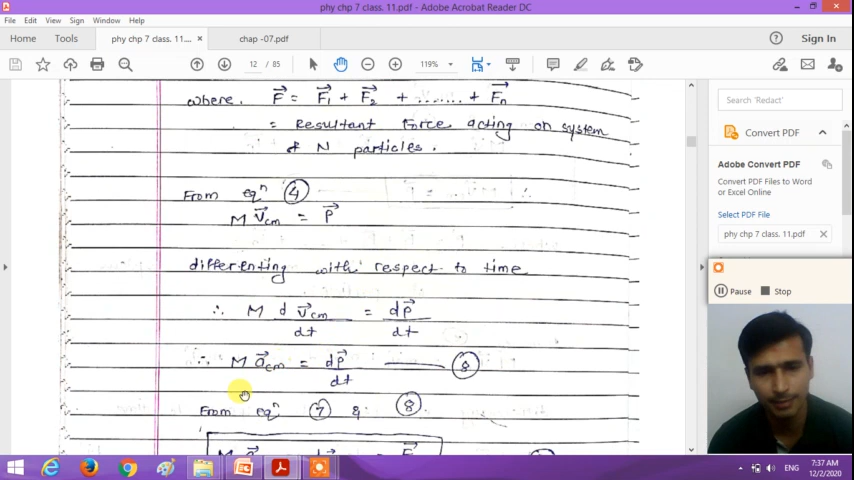 phy chp 7 class. 11.pdf - Adobe Acrobat Reader DC
File Edit View Sign Window Help
Home Tools phy chp 7 class. 11.... × chap -07.pdf Sign In
12 / 85 119%
where. F⃗ = F⃗1 + F⃗2 + ....... + F⃗n
= Resultant Force acting on system
of N particles.
From eqⁿ ④
M v⃗cm = P⃗
differenting with respect to time
∴ M d v⃗cm / dt = dP⃗ / dt
∴ M a⃗cm = dP⃗ / dt ——— ⑧
From eqⁿ ⑦ & ⑧
Search 'Redact'
Convert PDF
Adobe Convert PDF
Convert PDF Files to Word
or Excel Online
Select PDF File
phy chp 7 class. 11.pdf ×
Pause Stop
ENG
7:37 AM
12/2/2020